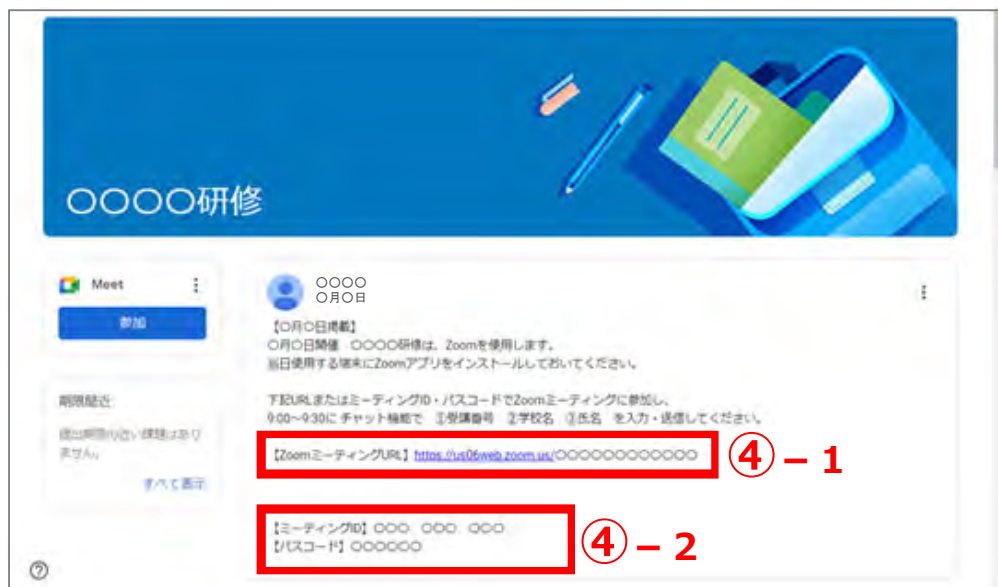 〇〇〇〇研修
Meet
参加
期限間近
提出期限の近い課題はあり
ません。
すべて表示
〇〇〇〇
〇月〇日
【〇月〇日掲載】
〇月〇日開催 〇〇〇〇研修は、Zoomを使用します。
当日使用する端末にZoomアプリをインストールしておいてください。
下記URLまたはミーティングID・パスコードでZoomミーティングに参加し、
9:00～9:30に チャット機能で ①受講番号 ②学校名 ③氏名 を入力・送信してください。
【ZoomミーティングURL】https://us06web.zoom.us/〇〇〇〇〇〇〇〇〇〇〇〇
④－1
【ミーティングID】〇〇〇 〇〇〇 〇〇〇
【パスコード】〇〇〇〇〇〇
④－2